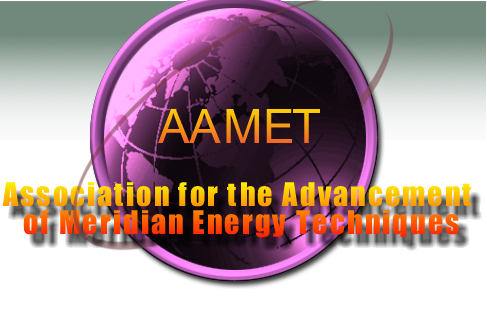 AAMET
Association for the Advancement
of Meridian Energy Techniques